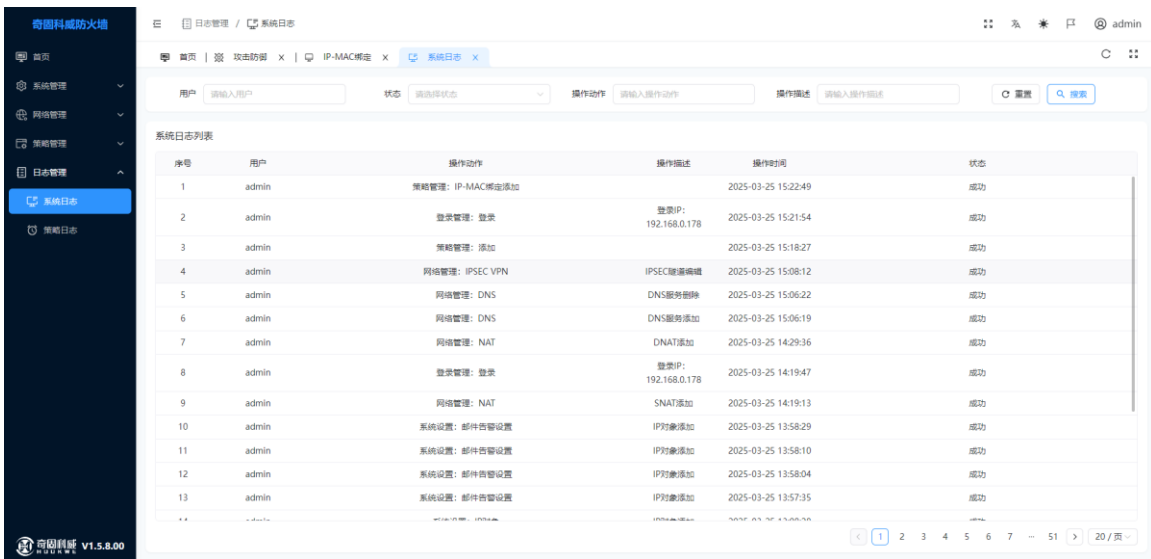 奇固科威防火墙
日志管理 / 系统日志
admin
首页
系统管理
网络管理
策略管理
日志管理
系统日志
策略日志
首页 | 攻击防御 X | IP-MAC绑定 X 系统日志 X
用户 请输入用户 状态 请选择状态 操作动作 请输入操作动作 操作描述 请输入操作描述 重置 搜索
系统日志列表
序号 用户 操作动作 操作描述 操作时间 状态
1 admin 策略管理：IP-MAC绑定添加 2025-03-25 15:22:49 成功
2 admin 登录管理：登录 登录IP：
192.168.0.178 2025-03-25 15:21:54 成功
3 admin 策略管理：添加 2025-03-25 15:18:27 成功
4 admin 网络管理：IPSEC VPN IPSEC隧道编辑 2025-03-25 15:08:12 成功
5 admin 网络管理：DNS DNS服务删除 2025-03-25 15:06:22 成功
6 admin 网络管理：DNS DNS服务添加 2025-03-25 15:06:19 成功
7 admin 网络管理：NAT DNAT添加 2025-03-25 14:29:36 成功
8 admin 登录管理：登录 登录IP：
192.168.0.178 2025-03-25 14:19:47 成功
9 admin 网络管理：NAT SNAT添加 2025-03-25 14:19:13 成功
10 admin 系统设置：邮件告警设置 IP对象添加 2025-03-25 13:58:29 成功
11 admin 系统设置：邮件告警设置 IP对象添加 2025-03-25 13:58:10 成功
12 admin 系统设置：邮件告警设置 IP对象添加 2025-03-25 13:58:04 成功
13 admin 系统设置：邮件告警设置 IP对象添加 2025-03-25 13:57:35 成功
奇固科威 V1.5.8.00
< 1 2 3 4 5 6 7 ··· 51 > 20 / 页